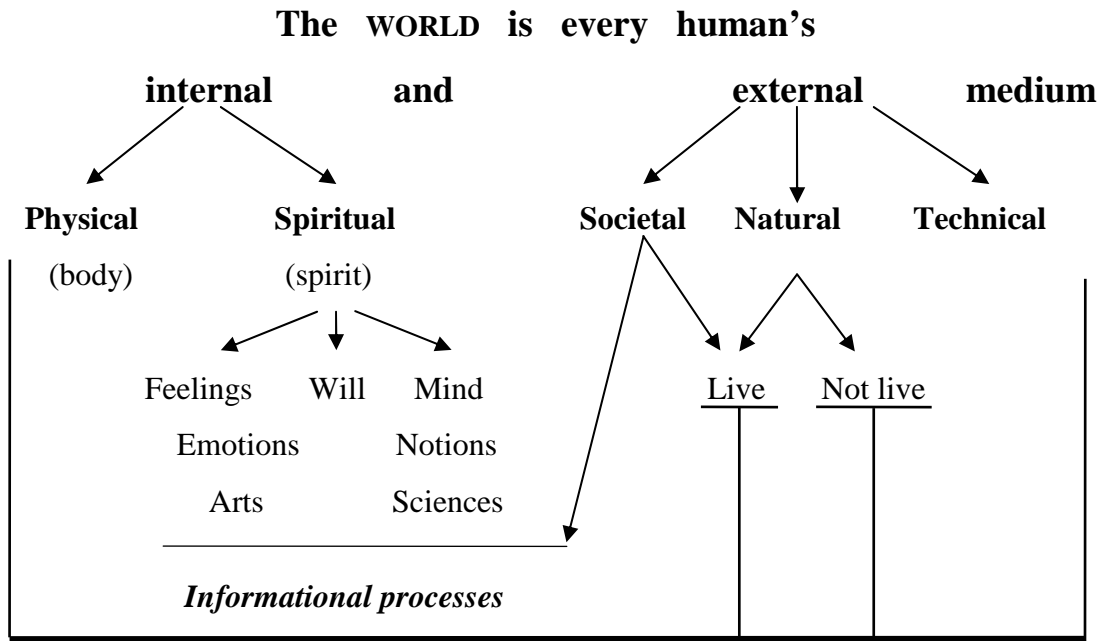 The WORLD is every human's
internal and external medium
Physical Spiritual Societal Natural Technical
(body) (spirit)
Feelings Will Mind Live Not live
Emotions Notions
Arts Sciences
Informational processes